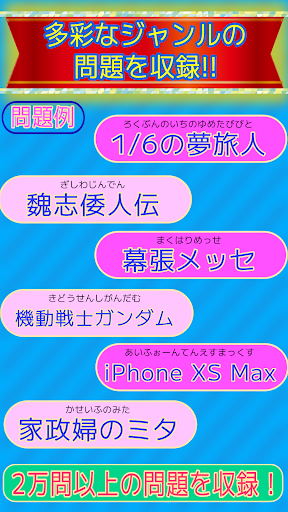 多彩なジャンルの
問題を収録!!
問題例
ろくぶんのいちのゆめたびびと
1/6の夢旅人
ぎしわじんでん
魏志倭人伝
まくはりめっせ
幕張メッセ
きどうせんしがんだむ
機動戦士ガンダム
あいふぉーんてんえすまっくす
iPhone XS Max
かせいふのみた
家政婦のミタ
2万問以上の問題を収録！